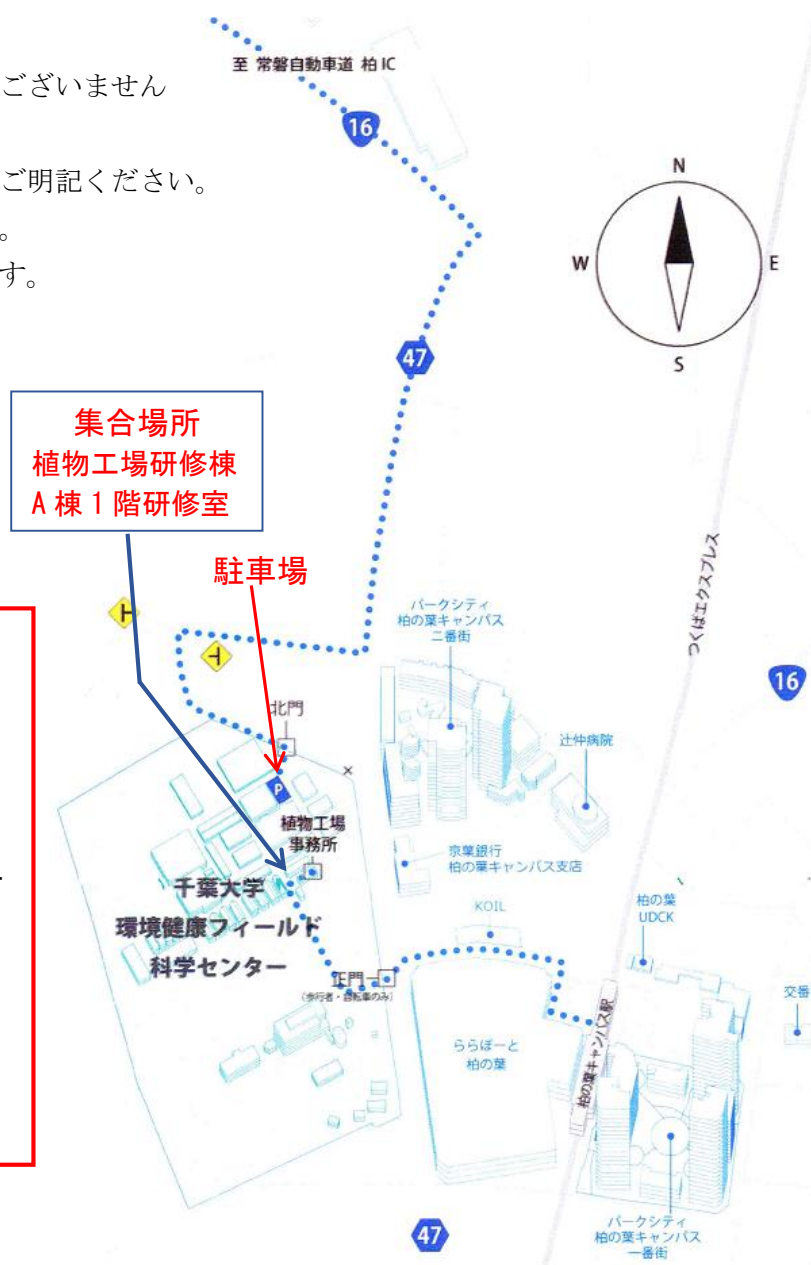 至 常磐自動車道 柏 IC
ございません
16
ご明記ください。
。
す。
N
W
E
S
47
集合場所
植物工場研修棟
A 棟 1 階研修室
駐車場
つくばエクスプレス
パークシティ
柏の葉キャンパス
二番街
16
北門
辻仲病院
P
植物工場
事務所
京葉銀行
柏の葉キャンパス支店
千葉大学
環境健康フィールド
科学センター
KOIL
柏の葉
UDCK
正門
(歩行者・自転車のみ)
交番
ららぽーと
柏の葉
柏の葉キャンパス駅
パークシティ
柏の葉キャンパス
一番街
47